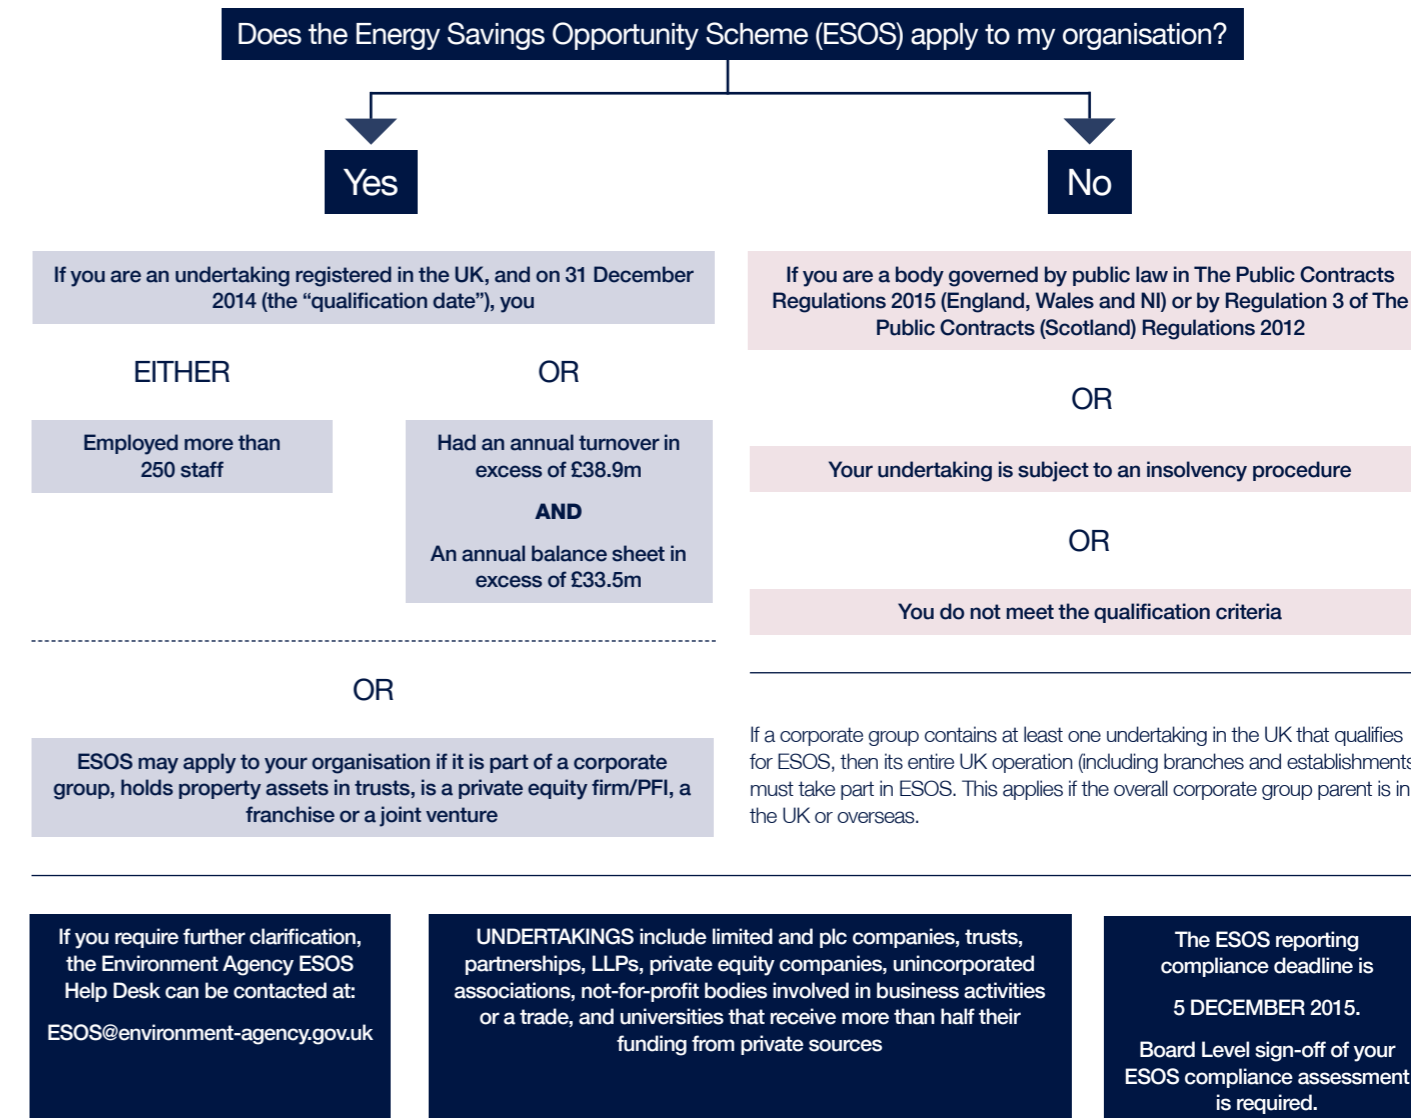 Does the Energy Savings Opportunity Scheme (ESOS) apply to my organisation?
Yes
If you are an undertaking registered in the UK, and on 31 December
2014 (the “qualification date”), you
EITHER
Employed more than
250 staff
OR
Had an annual turnover in
excess of £38.9m
AND
An annual balance sheet in
excess of £33.5m
OR
ESOS may apply to your organisation if it is part of a corporate
group, holds property assets in trusts, is a private equity firm/PFI, a
franchise or a joint venture
No
If you are a body governed by public law in The Public Contracts
Regulations 2015 (England, Wales and NI) or by Regulation 3 of The
Public Contracts (Scotland) Regulations 2012
OR
Your undertaking is subject to an insolvency procedure
OR
You do not meet the qualification criteria
If a corporate group contains at least one undertaking in the UK that qualifies
for ESOS, then its entire UK operation (including branches and establishments
must take part in ESOS. This applies if the overall corporate group parent is in
the UK or overseas.
If you require further clarification,
the Environment Agency ESOS
Help Desk can be contacted at:
ESOS@environment-agency.gov.uk
UNDERTAKINGS include limited and plc companies, trusts,
partnerships, LLPs, private equity companies, unincorporated
associations, not-for-profit bodies involved in business activities
or a trade, and universities that receive more than half their
funding from private sources
The ESOS reporting
compliance deadline is
5 DECEMBER 2015.
Board Level sign-off of your
ESOS compliance assessment
is required.